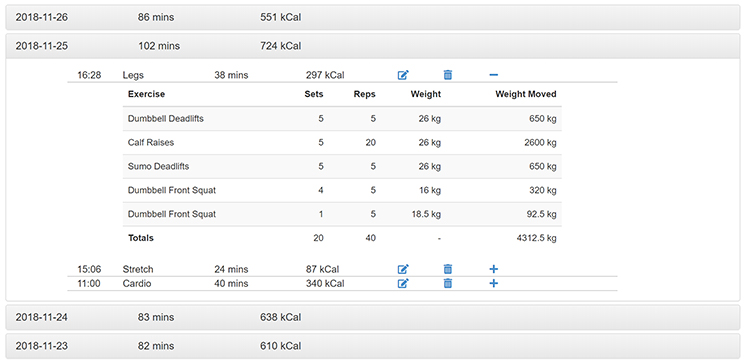 2018-11-26 86 mins 551 kCal
2018-11-25 102 mins 724 kCal
16:28 Legs 38 mins 297 kCal
Exercise Sets Reps Weight Weight Moved
Dumbbell Deadlifts 5 5 26 kg 650 kg
Calf Raises 5 20 26 kg 2600 kg
Sumo Deadlifts 5 5 26 kg 650 kg
Dumbbell Front Squat 4 5 16 kg 320 kg
Dumbbell Front Squat 1 5 18.5 kg 92.5 kg
Totals 20 40 - 4312.5 kg
15:06 Stretch 24 mins 87 kCal
11:00 Cardio 40 mins 340 kCal
2018-11-24 83 mins 638 kCal
2018-11-23 82 mins 610 kCal